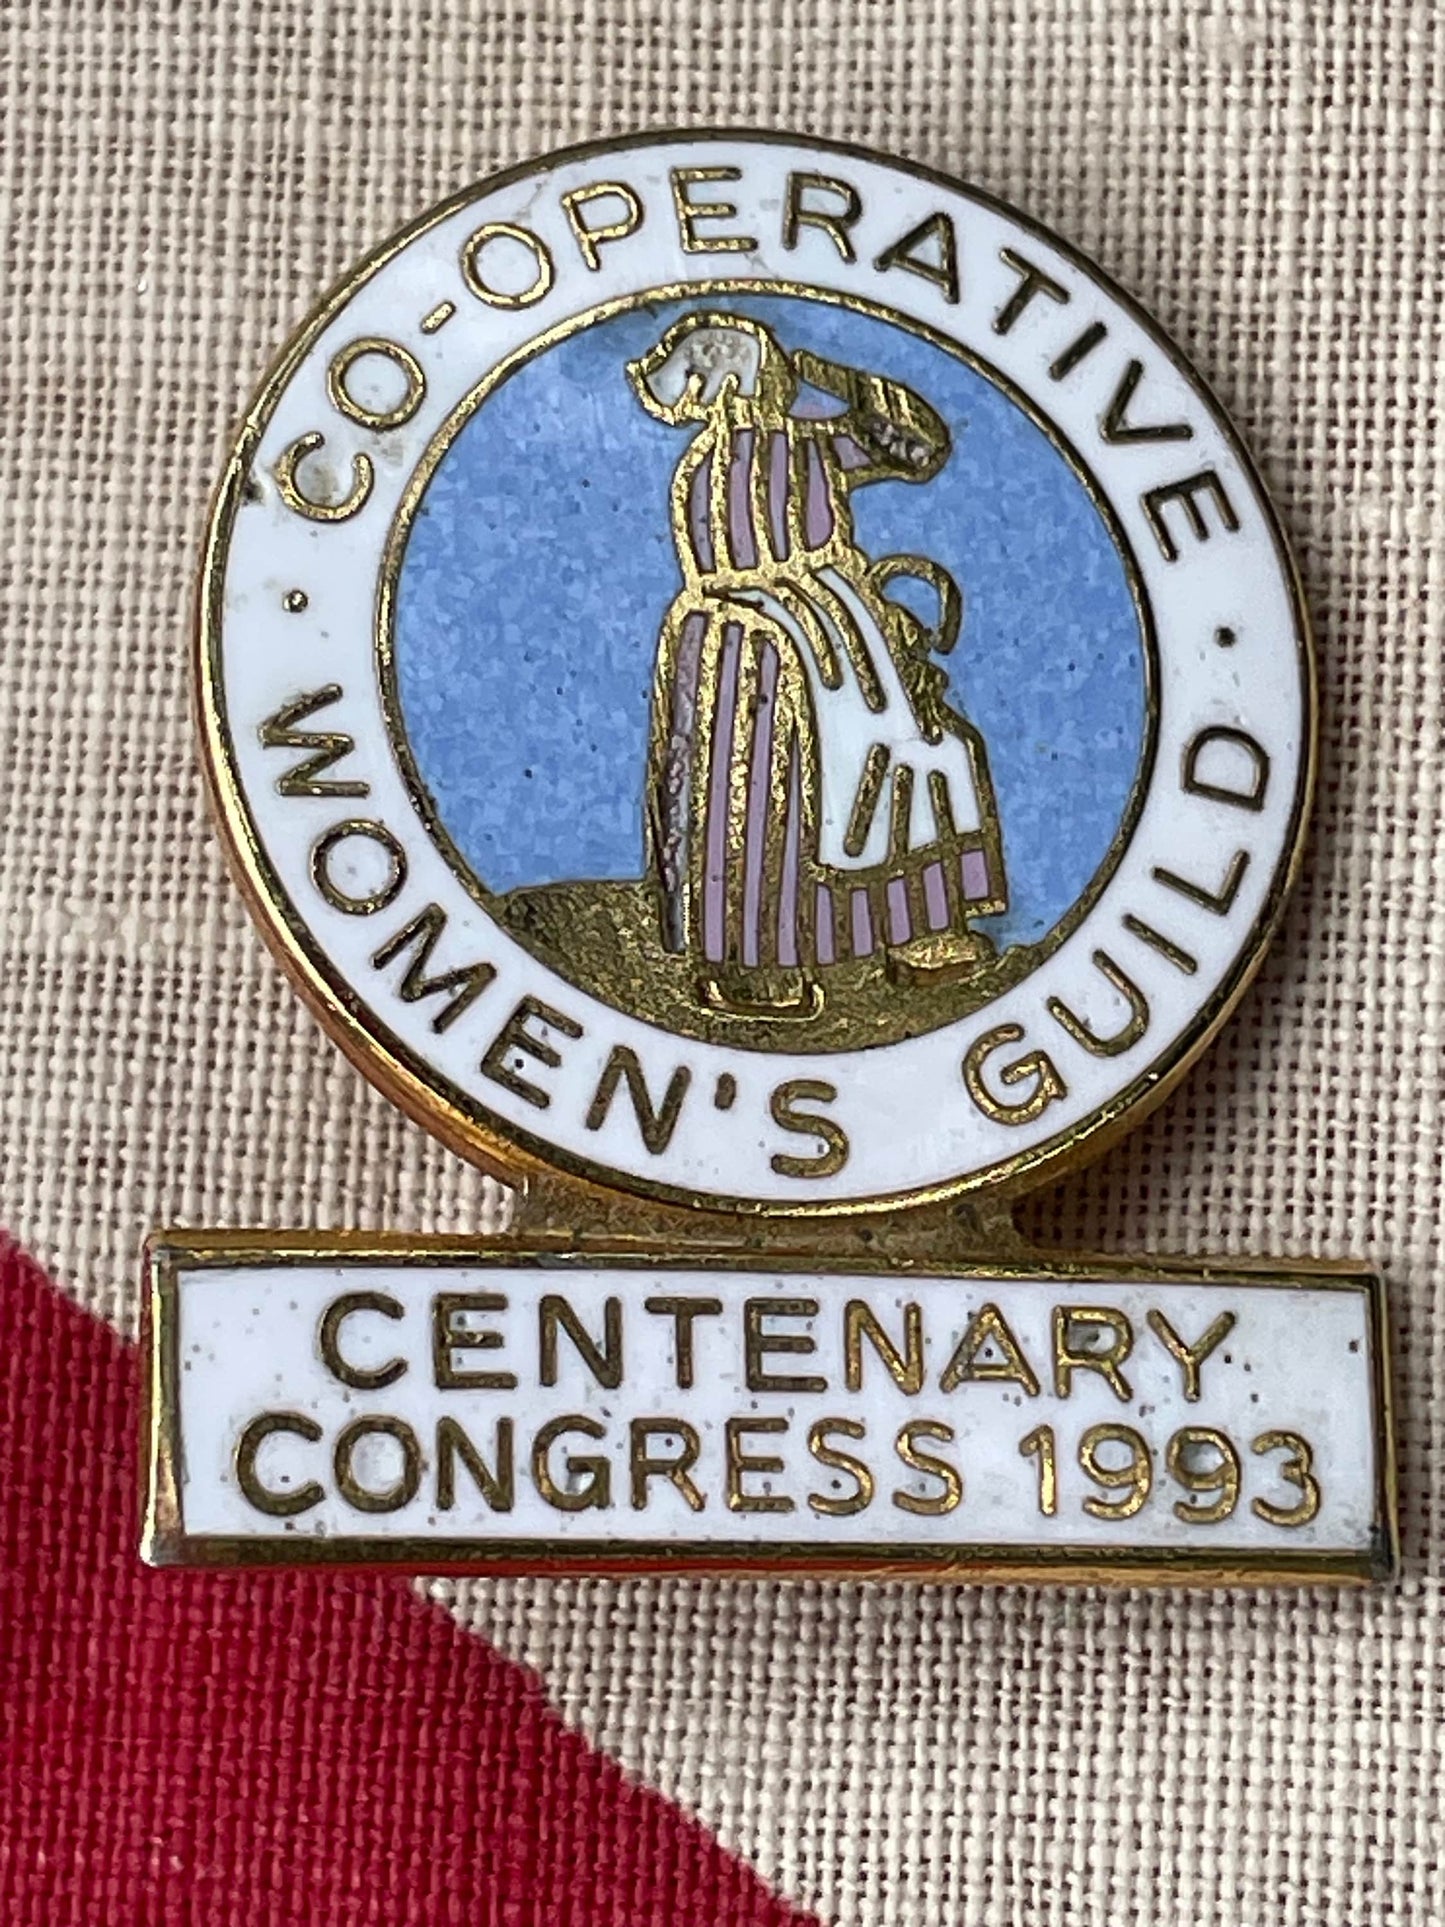 · CO-OPERATIVE ·
WOMEN'S GUILD
CENTENARY
CONGRESS 1993